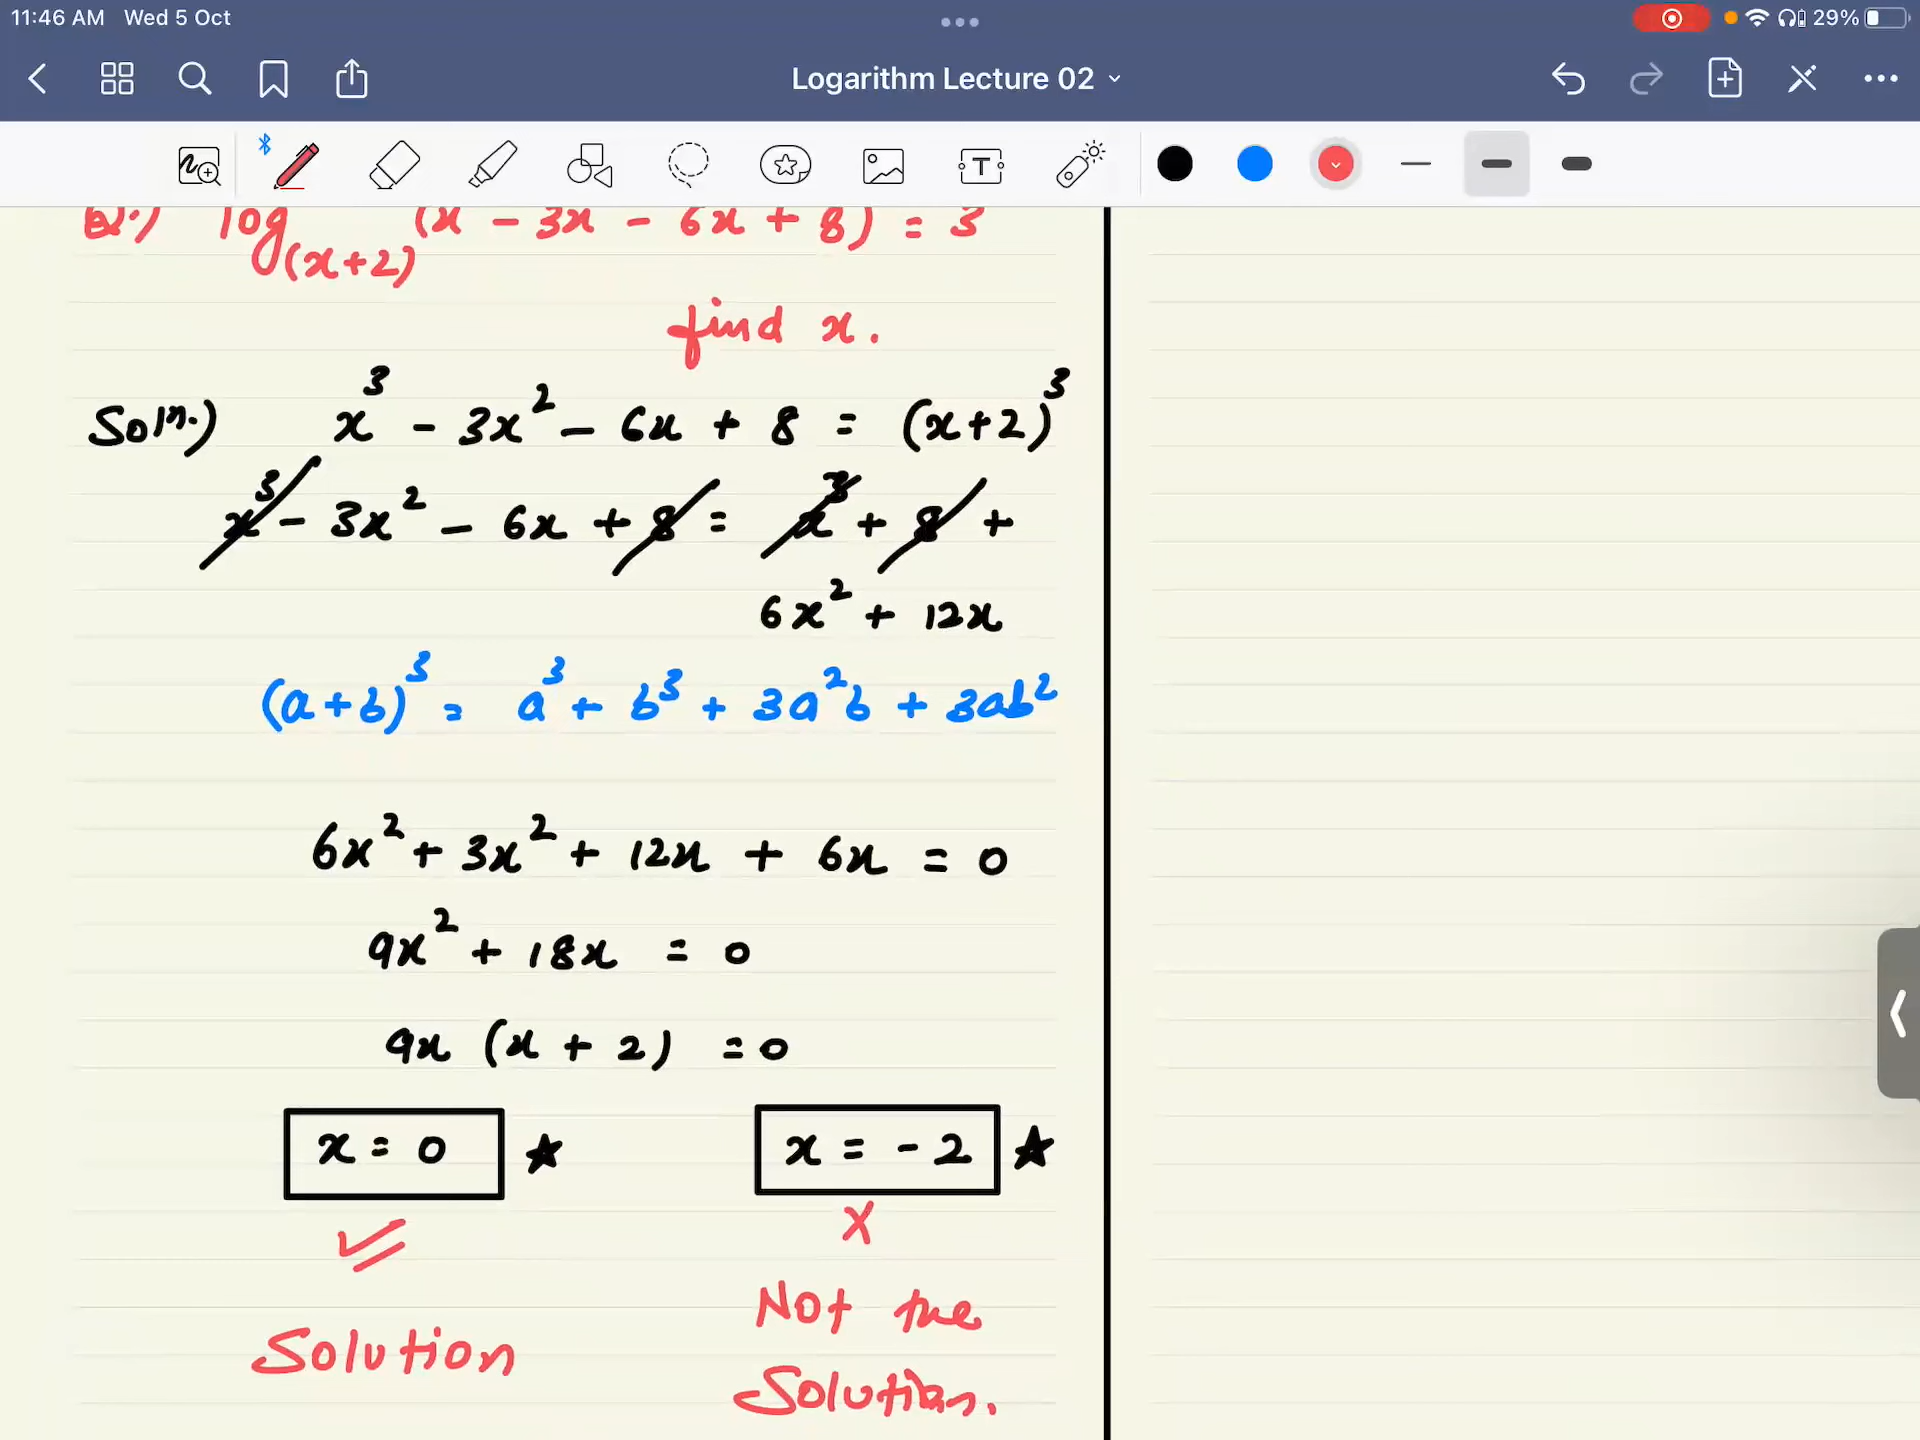 11:46 AM Wed 5 Oct
29%
Logarithm Lecture 02
log(x+2) (x - 3x - 6x + 8) = 3
find x.
Soln.) x³ - 3x² - 6x + 8 = (x+2)³
x³ - 3x² - 6x + 8 = x³ + 8 +
6x² + 12x
(a+b)³ = a³ + b³ + 3a²b + 3ab²
6x² + 3x² + 12x + 6x = 0
9x² + 18x = 0
9x (x + 2) = 0
x = 0 ★ x = -2 ★
✓ X
Solution
Not the
Solution.